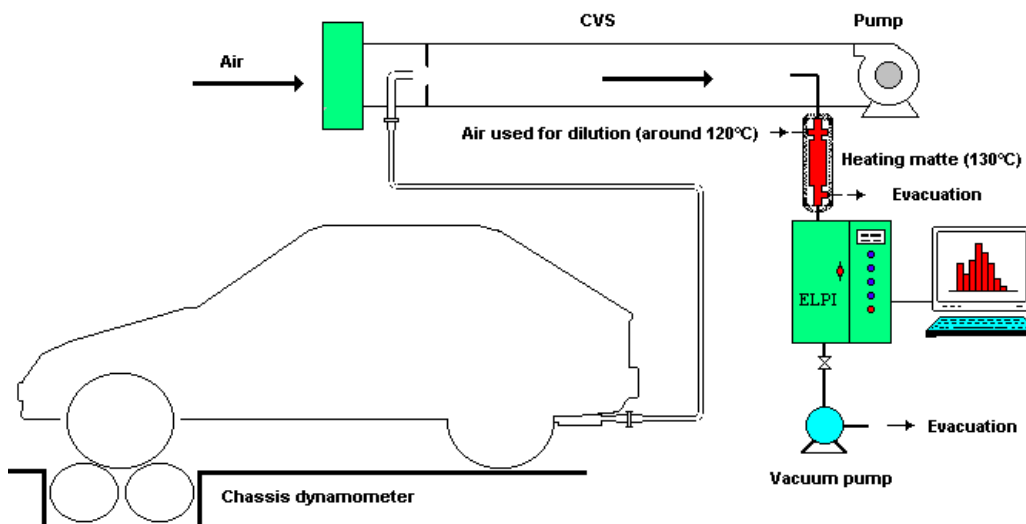 CVS
Pump
Air
Air used for dilution (around 120°C)
Heating matte (130°C)
Evacuation
ELPI
Evacuation
Vacuum pump
Chassis dynamometer